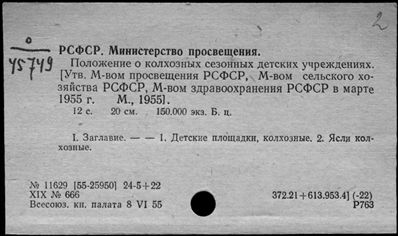 2
0
45749
РСФСР. Министерство просвещения.
Положение о колхозных сезонных детских учреждениях.
[Утв. М-вом просвещения РСФСР, М-вом сельского хо-
зяйства РСФСР, М-вом здравоохранения РСФСР в марте
1955 г. М., 1955].
12 с. 20 см. 150.000 экз. Б. ц.
I. Заглавие. — — 1. Детские площадки, колхозные. 2. Ясли кол-
хозные.
№ 11629 [55-25950] 24-5+22
XIX № 666 372.21+613.953.4] (-22)
Всесоюз. кн. палата 8 VI 55 Р763